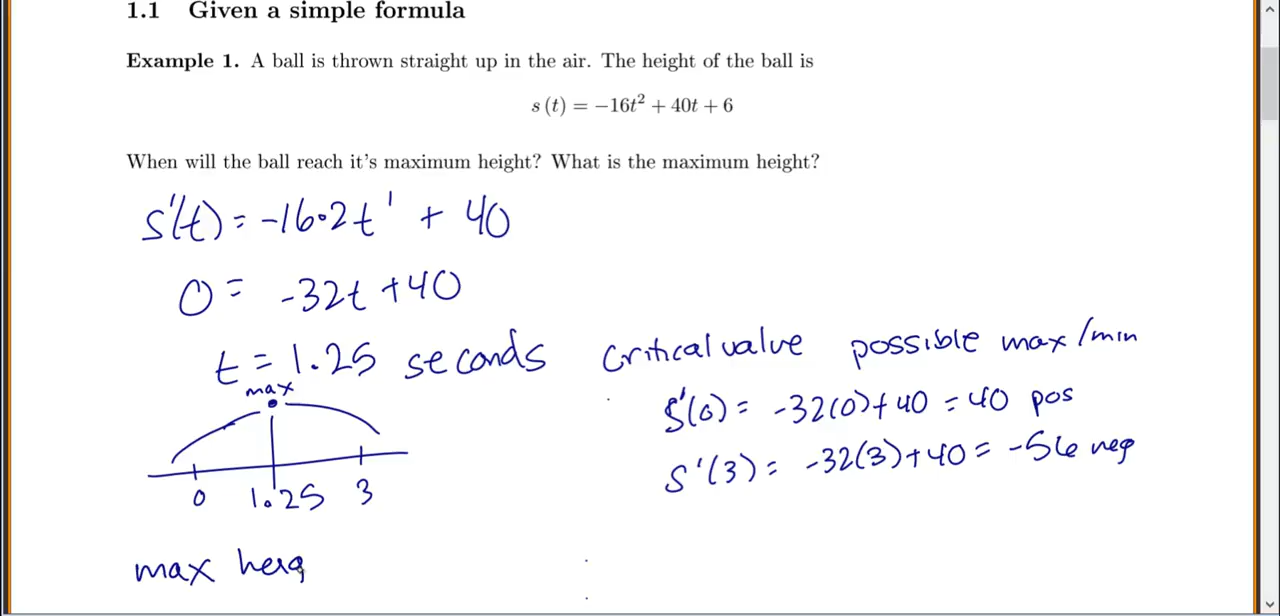 1.1 Given a simple formula
Example 1. A ball is thrown straight up in the air. The height of the ball is
s (t) = −16t² + 40t + 6
When will the ball reach it's maximum height? What is the maximum height?
s'(t) = -16·2t' + 40
0 = -32t + 40
t = 1.25 seconds critical value possible max/min
max
s'(0) = -32(0) + 40 = 40 pos
s'(3) = -32(3) + 40 = -56 neg
0 1.25 3
max heig